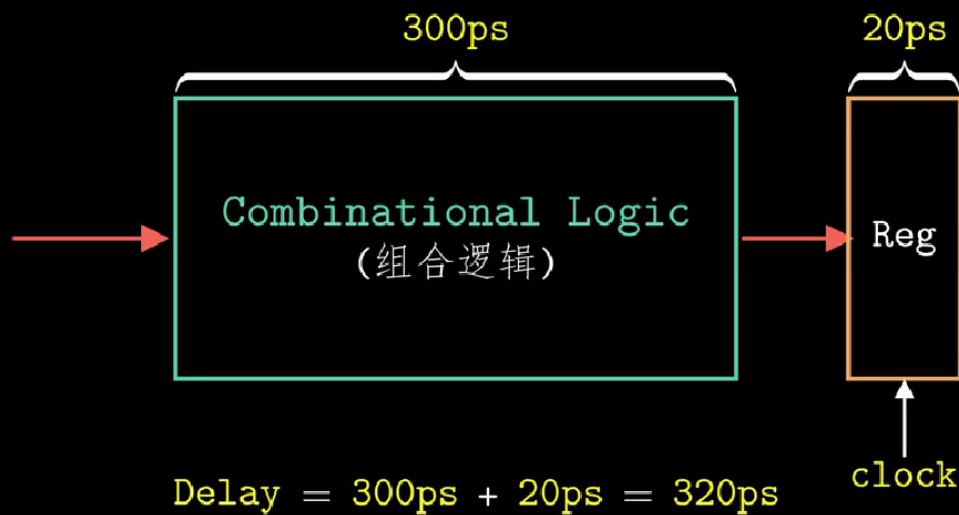 300ps
20ps
Combinational Logic
(组合逻辑)
Reg
clock
Delay = 300ps + 20ps = 320ps